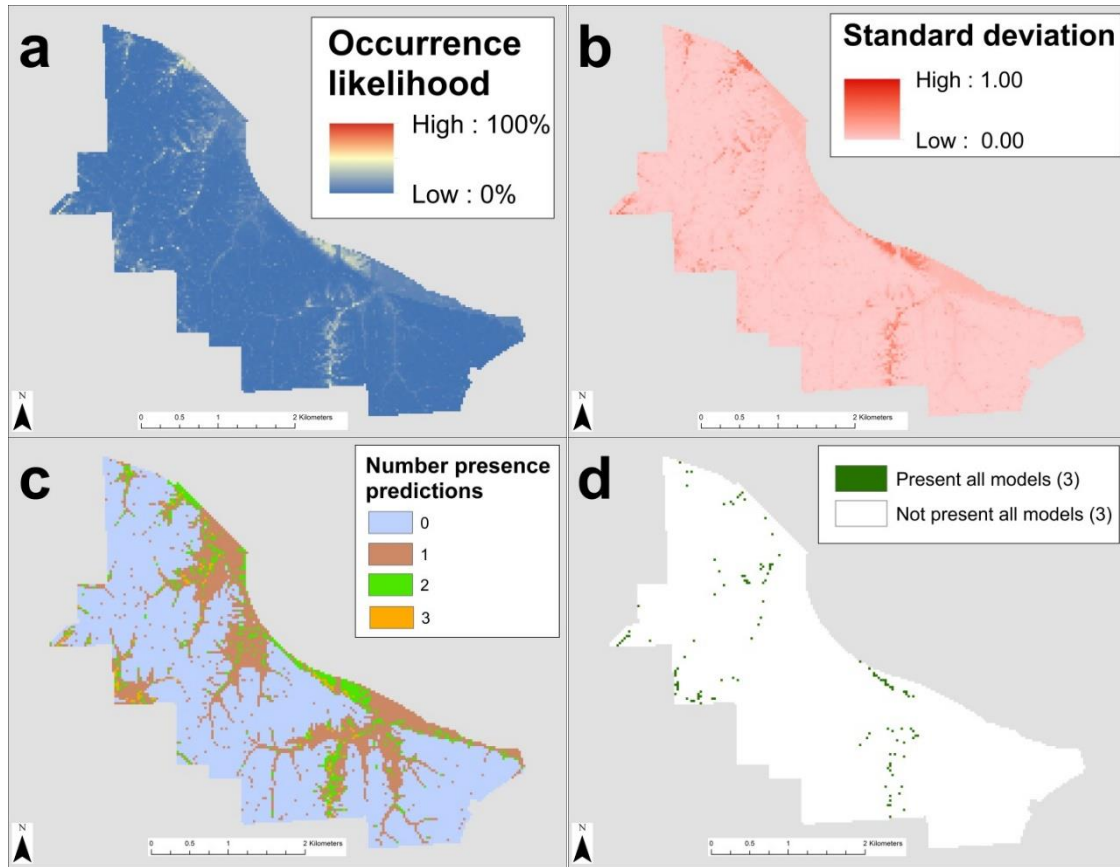 a
Occurrence
likelihood
High : 100%
Low : 0%
N
0 0.5 1 2 Kilometers
b
Standard deviation
High : 1.00
Low : 0.00
N
0 0.5 1 2 Kilometers
c
Number presence
predictions
0
1
2
3
N
0 0.5 1 2 Kilometers
d
Present all models (3)
Not present all models (3)
N
0 0.5 1 2 Kilometers